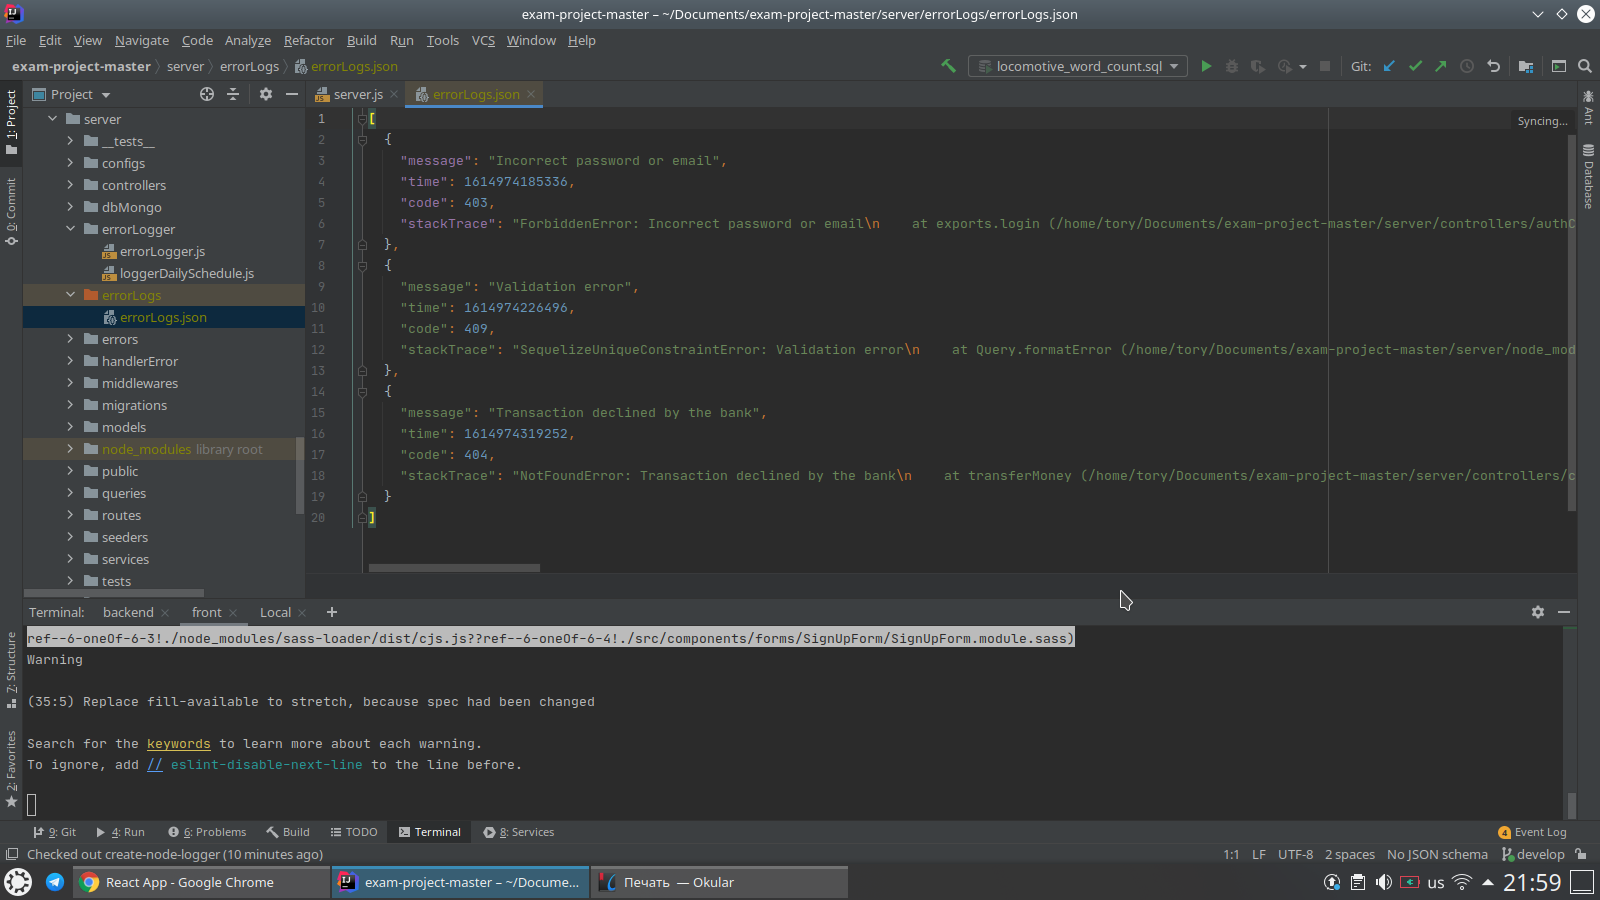 exam-project-master – ~/Documents/exam-project-master/server/errorLogs/errorLogs.json
File Edit View Navigate Code Analyze Refactor Build Run Tools VCS Window Help
exam-project-master server errorLogs errorLogs.json
locomotive_word_count.sql Git:
Project
server.js errorLogs.json
1: Project
0: Commit
7: Structure
2: Favorites
server
__tests__
configs
controllers
dbMongo
errorLogger
errorLogger.js
loggerDailySchedule.js
errorLogs
errorLogs.json
errors
handlerError
middlewares
migrations
models
node_modules library root
public
queries
routes
seeders
services
tests
Syncing...
1 [
2 {
3 "message": "Incorrect password or email",
4 "time": 1614974185336,
5 "code": 403,
6 "stackTrace": "ForbiddenError: Incorrect password or email\n    at exports.login (/home/tory/Documents/exam-project-master/server/controllers/authC
7 },
8 {
9 "message": "Validation error",
10 "time": 1614974226496,
11 "code": 409,
12 "stackTrace": "SequelizeUniqueConstraintError: Validation error\n    at Query.formatError (/home/tory/Documents/exam-project-master/server/node_mod
13 },
14 {
15 "message": "Transaction declined by the bank",
16 "time": 1614974319252,
17 "code": 404,
18 "stackTrace": "NotFoundError: Transaction declined by the bank\n    at transferMoney (/home/tory/Documents/exam-project-master/server/controllers/c
19 }
20 ]
Ant
Database
Terminal: backend front Local
ref--6-oneOf-6-3!./node_modules/sass-loader/dist/cjs.js??ref--6-oneOf-6-4!./src/components/forms/SignUpForm/SignUpForm.module.sass)
Warning
(35:5) Replace fill-available to stretch, because spec had been changed
Search for the keywords to learn more about each warning.
To ignore, add // eslint-disable-next-line to the line before.
9: Git 4: Run 6: Problems Build TODO Terminal 8: Services 4 Event Log
Checked out create-node-logger (10 minutes ago) 1:1 LF UTF-8 2 spaces No JSON schema develop
React App - Google Chrome exam-project-master – ~/Docume... Печать — Okular us 21:59